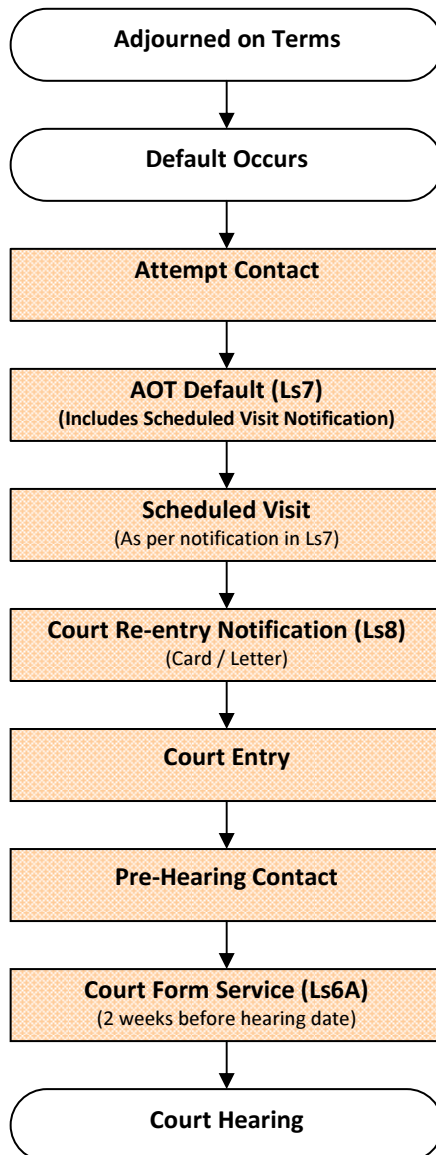 Adjourned on Terms
Default Occurs
Attempt Contact
AOT Default (Ls7)
(Includes Scheduled Visit Notification)
Scheduled Visit
(As per notification in Ls7)
Court Re-entry Notification (Ls8)
(Card / Letter)
Court Entry
Pre-Hearing Contact
Court Form Service (Ls6A)
(2 weeks before hearing date)
Court Hearing